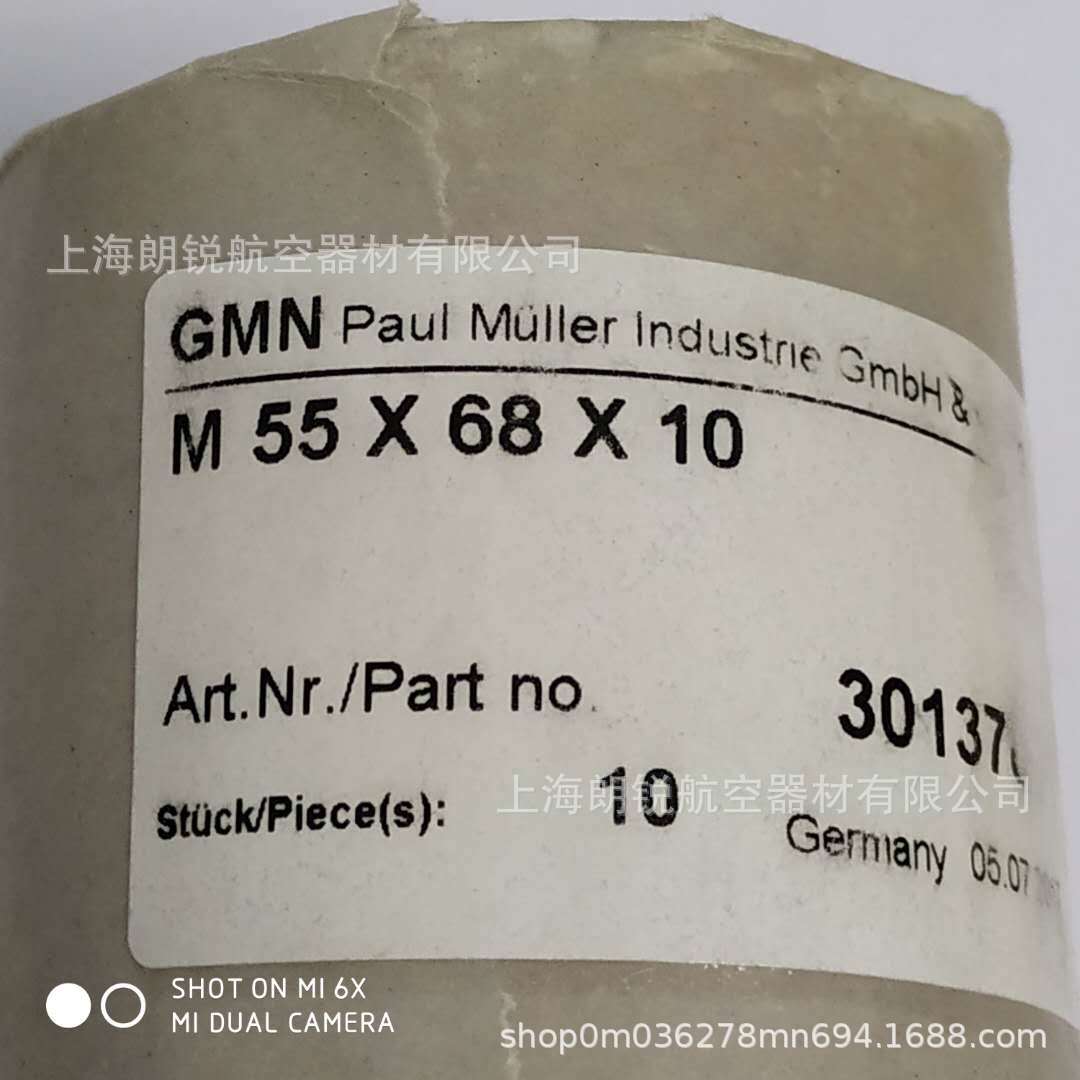 上海朗锐航空器材有限公司
GMN Paul Müller Industrie GmbH &
M 55 X 68 X 10
Art.Nr./Part no.
Stück/Piece(s): 10
上海朗锐航空器材有限公司
Germany 05.07
SHOT ON MI 6X
MI DUAL CAMERA
shop0m036278mn694.1688.com